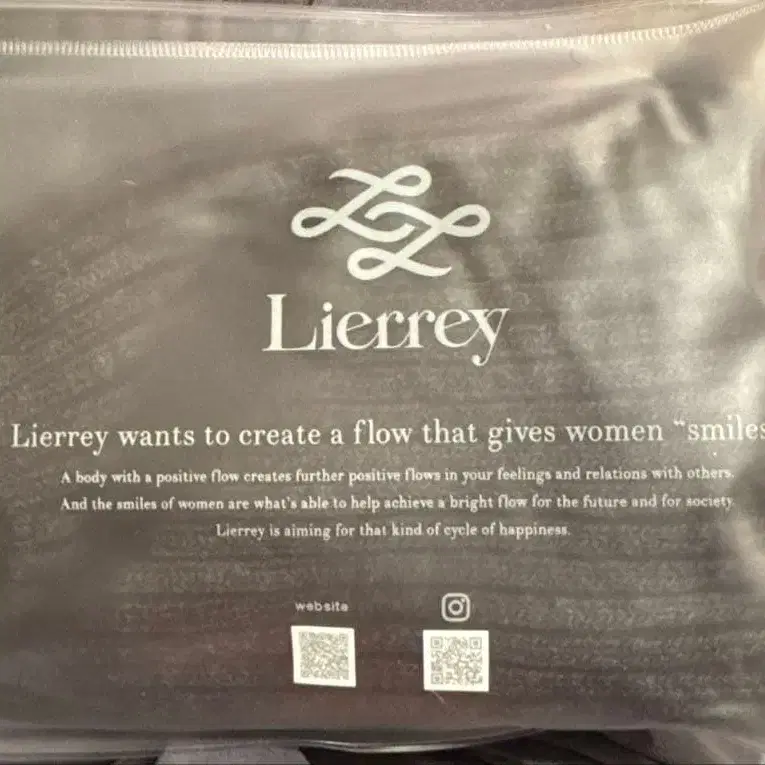 Lierrey
Lierrey wants to create a flow that gives women “smiles
A body with a positive flow creates further positive flows in your feelings and relations with others.
And the smiles of women are what's able to help achieve a bright flow for the future and for society
Lierrey is aiming for that kind of cycle of happiness.
website